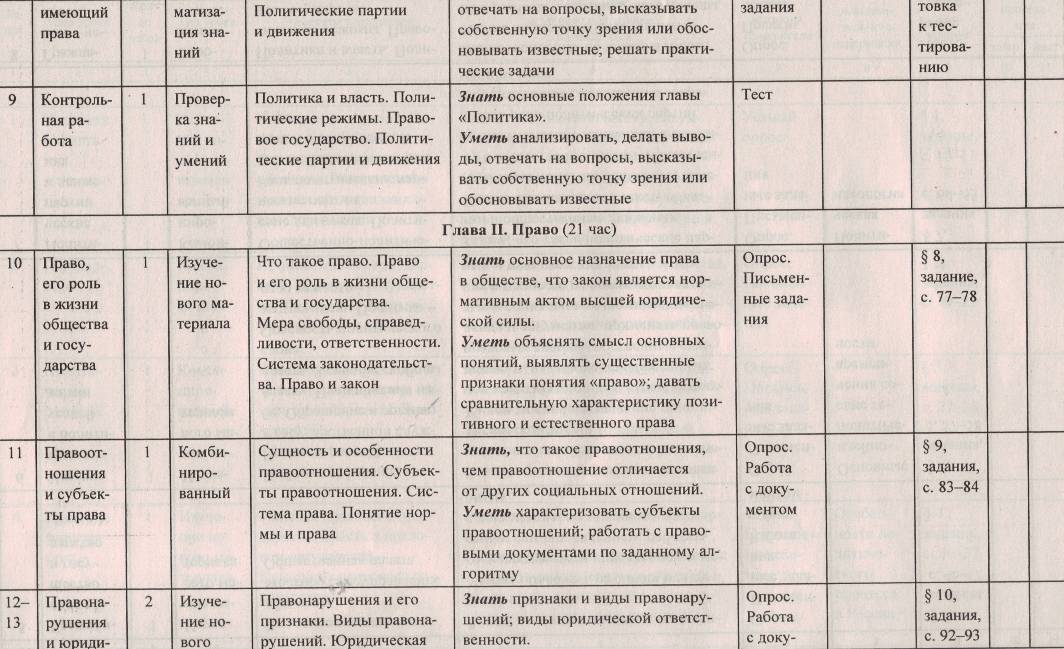 имеющий
права
матиза-
ция зна-
ний
Политические партии
и движения
отвечать на вопросы, высказывать
собственную точку зрения или обос-
новывать известные; решать практи-
ческие задачи
задания
товка
к тес-
тирова-
нию
9
Контроль-
ная ра-
бота
1
Провер-
ка зна-
ний и
умений
Политика и власть. Поли-
тические режимы. Право-
вое государство. Полити-
ческие партии и движения
Знать основные положения главы
«Политика».
Уметь анализировать, делать выво-
ды, отвечать на вопросы, высказы-
вать собственную точку зрения или
обосновывать известные
Тест
Глава II. Право (21 час)
10
Право,
его роль
в жизни
общества
и госу-
дарства
1
Изуче-
ние но-
вого ма-
териала
Что такое право. Право
и его роль в жизни обще-
ства и государства.
Мера свободы, справед-
ливости, ответственности.
Система законодательст-
ва. Право и закон
Знать основное назначение права
в обществе, что закон является нор-
мативным актом высшей юридиче-
ской силы.
Уметь объяснять смысл основных
понятий, выявлять существенные
признаки понятия «право»; давать
сравнительную характеристику пози-
тивного и естественного права
Опрос.
Письмен-
ные зада-
ния
§ 8,
задание,
с. 77–78
11
Правоот-
ношения
и субъек-
ты права
1
Комби-
ниро-
ванный
Сущность и особенности
правоотношения. Субъек-
ты правоотношения. Сис-
тема права. Понятие нор-
мы и права
Знать, что такое правоотношения,
чем правоотношение отличается
от других социальных отношений.
Уметь характеризовать субъекты
правоотношений; работать с право-
выми документами по заданному ал-
горитму
Опрос.
Работа
с доку-
ментом
§ 9,
задания,
с. 83–84
12–
13
Правона-
рушения
и юриди-
2
Изуче-
ние но-
вого
Правонарушения и его
признаки. Виды правона-
рушений. Юридическая
Знать признаки и виды правонару-
шений; виды юридической ответст-
венности.
Опрос.
Работа
с доку-
§ 10,
задания,
с. 92–93